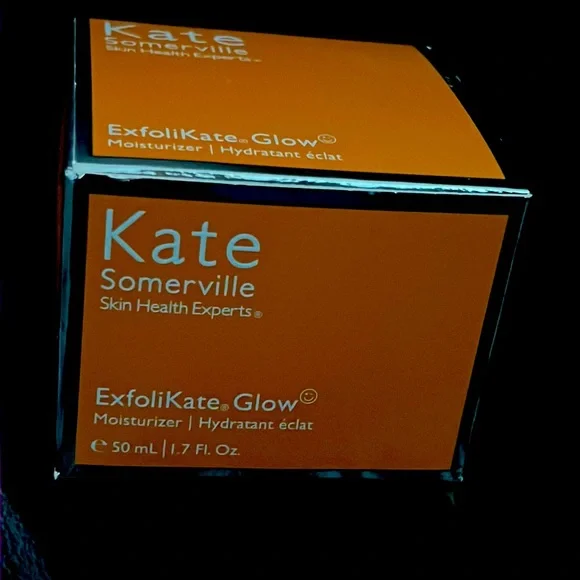 Kate
Somerville
Skin Health Experts™
ExfoliKate® Glow☺
Moisturizer | Hydratant éclat
Kate
Somerville
Skin Health Experts®
ExfoliKate® Glow☺
Moisturizer | Hydratant éclat
℮ 50 mL | 1.7 Fl. Oz.